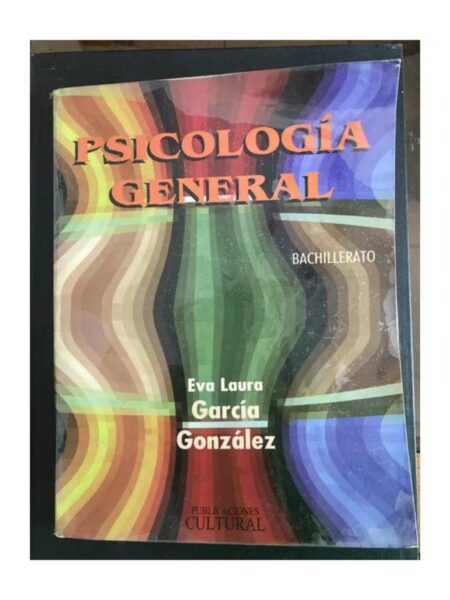 PSICOLOGÍA
GENERAL
BACHILLERATO
Eva Laura
García
González
PUBLICACIONES
CULTURAL